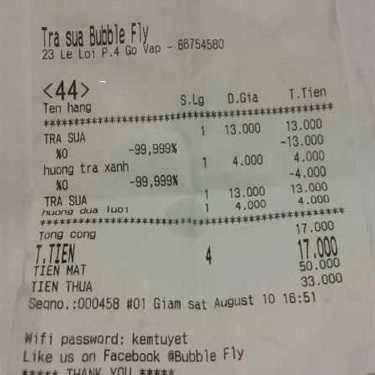 Tra sua Bubble Fly
23 Le Loi P.4 Go Vap - 66754580
<44>
Ten hang S.Lg D.Gia T.Tien
********************************
TRA SUA 1 13.000 13.000
%0 -99,999% -13.000
huong tra xanh 1 4.000 4.000
%0 -99,999% -4.000
TRA SUA 1 13.000 13.000
huong dua luoi 1 4.000 4.000
********************************
Tong cong 17.000
T.TIEN 4 17.000
TIEN MAT 50.000
TIEN THUA 33.000
Seqno.:000458 #01 Giam sat August 10 16:51
Wifi password: kemtuyet
Like us on Facebook @Bubble Fly
***** THANK YOU *****